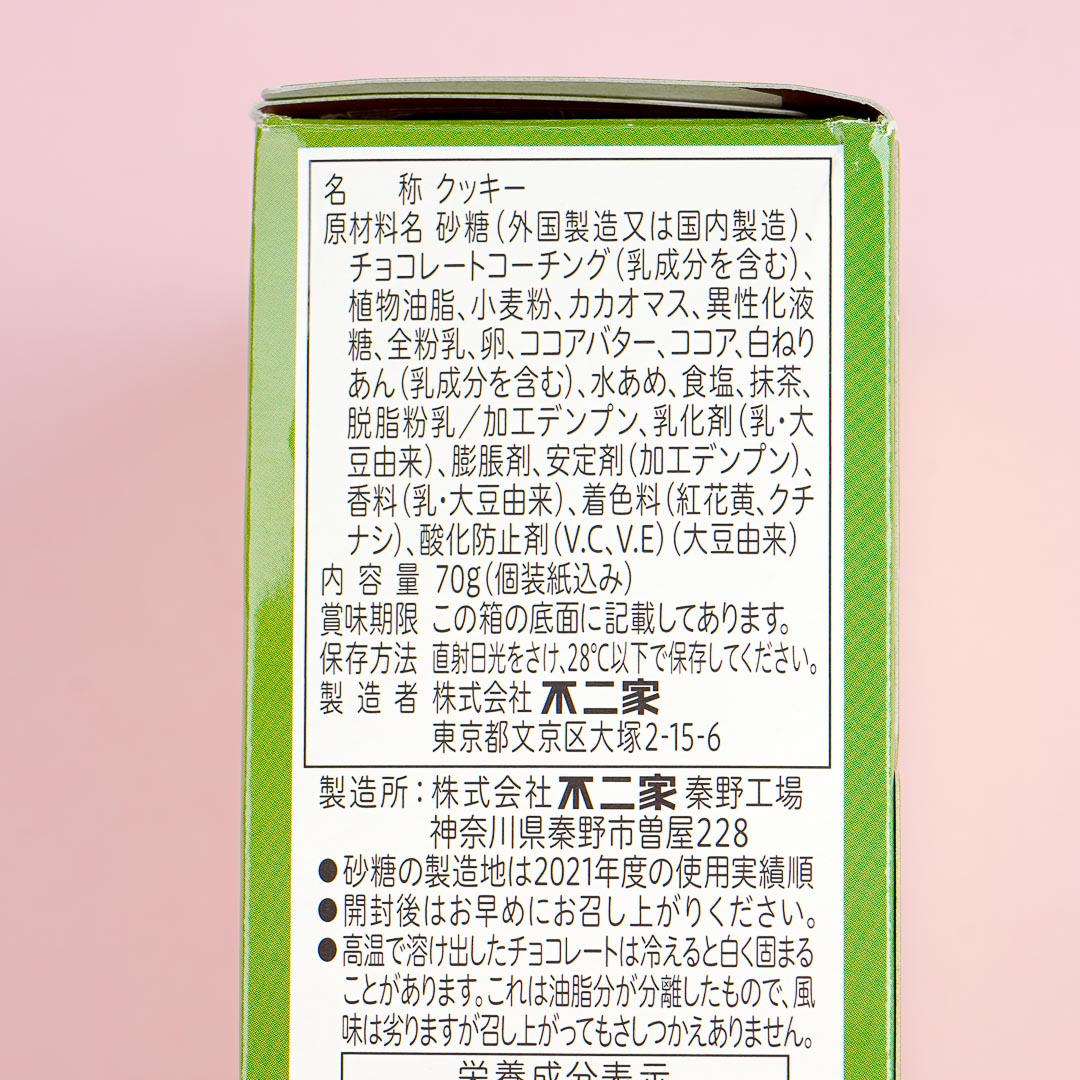 名　　称 クッキー
原材料名 砂糖(外国製造又は国内製造)、
チョコレートコーチング(乳成分を含む)、
植物油脂、小麦粉、カカオマス、異性化液
糖、全粉乳、卵、ココアバター、ココア、白ねり
あん(乳成分を含む)、水あめ、食塩、抹茶、
脱脂粉乳／加工デンプン、乳化剤(乳・大
豆由来)、膨脹剤、安定剤(加工デンプン)、
香料(乳・大豆由来)、着色料(紅花黄、クチ
ナシ)、酸化防止剤(V.C、V.E)(大豆由来)
内 容 量 70g(個装紙込み)
賞味期限 この箱の底面に記載してあります。
保存方法 直射日光をさけ、28℃以下で保存してください。
製 造 者 株式会社 不二家
東京都文京区大塚2-15-6
製造所：株式会社 不二家 秦野工場
神奈川県秦野市曽屋228
●砂糖の製造地は2021年度の使用実績順
●開封後はお早めにお召し上がりください。
●高温で溶け出したチョコレートは冷えると白く固まる
ことがあります。これは油脂分が分離したもので、風
味は劣りますが召し上がってもさしつかえありません。
栄養成分表示